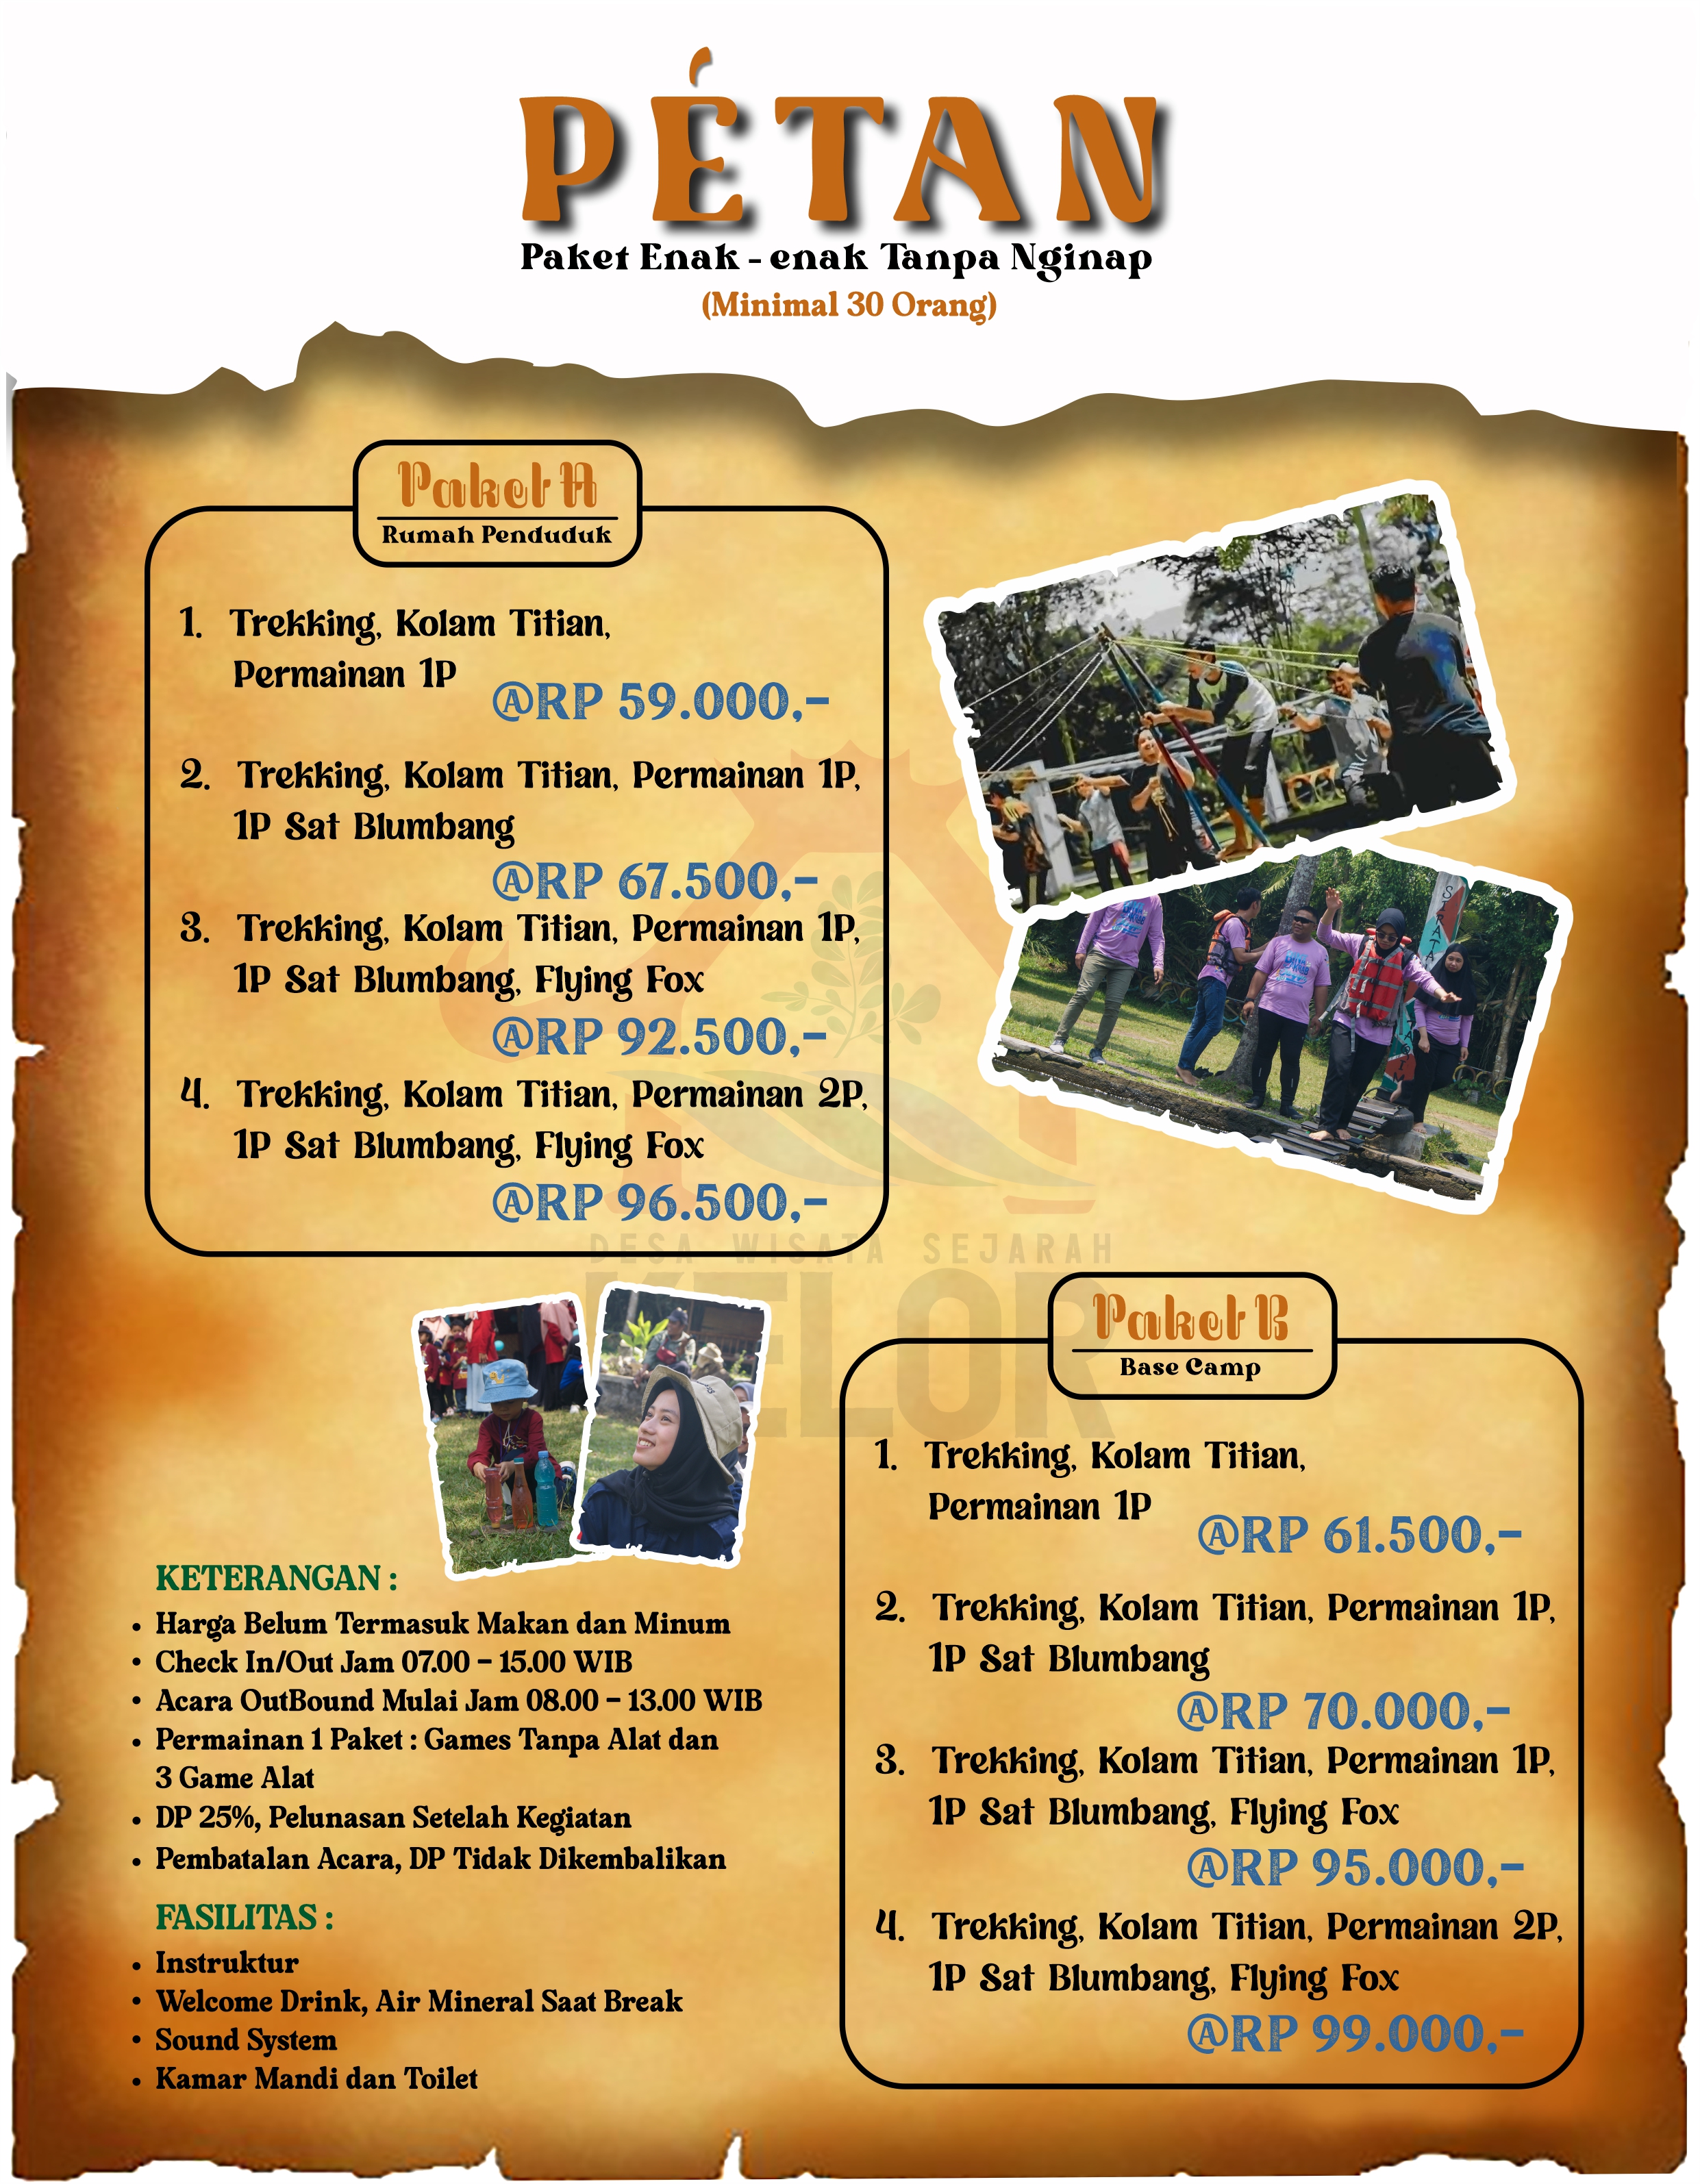 PÉTAN
Paket Enak - enak Tanpa Nginap
(Minimal 30 Orang)
Paket A
Rumah Penduduk
1. Trekking, Kolam Titian,
Permainan 1P
@RP 59.000,-
2. Trekking, Kolam Titian, Permainan 1P,
1P Sat Blumbang
@RP 67.500,-
3. Trekking, Kolam Titian, Permainan 1P,
1P Sat Blumbang, Flying Fox
@RP 92.500,-
4. Trekking, Kolam Titian, Permainan 2P,
1P Sat Blumbang, Flying Fox
@RP 96.500,-
DESA WISATA SEJARAH
KELOR
Paket B
Base Camp
1. Trekking, Kolam Titian,
Permainan 1P
@RP 61.500,-
2. Trekking, Kolam Titian, Permainan 1P,
1P Sat Blumbang
@RP 70.000,-
3. Trekking, Kolam Titian, Permainan 1P,
1P Sat Blumbang, Flying Fox
@RP 95.000,-
4. Trekking, Kolam Titian, Permainan 2P,
1P Sat Blumbang, Flying Fox
@RP 99.000,-
KETERANGAN :
• Harga Belum Termasuk Makan dan Minum
• Check In/Out Jam 07.00 – 15.00 WIB
• Acara OutBound Mulai Jam 08.00 – 13.00 WIB
• Permainan 1 Paket : Games Tanpa Alat dan
3 Game Alat
• DP 25%, Pelunasan Setelah Kegiatan
• Pembatalan Acara, DP Tidak Dikembalikan
FASILITAS :
• Instruktur
• Welcome Drink, Air Mineral Saat Break
• Sound System
• Kamar Mandi dan Toilet